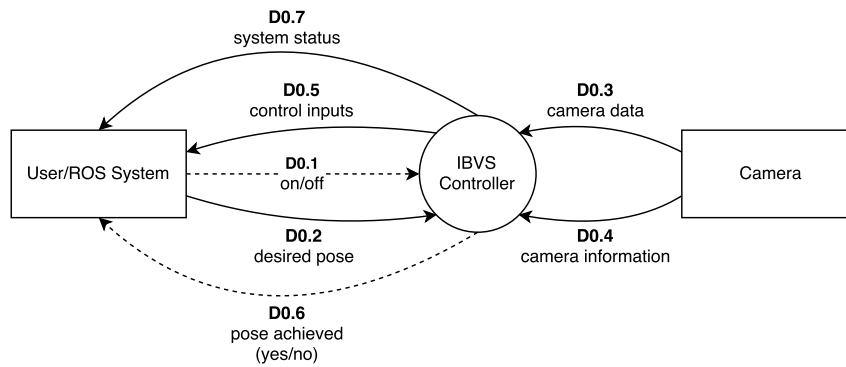 D0.7
system status
D0.5
control inputs
D0.3
camera data
D0.1
on/off
User/ROS System
IBVS
Controller
Camera
D0.2
desired pose
D0.4
camera information
D0.6
pose achieved
(yes/no)